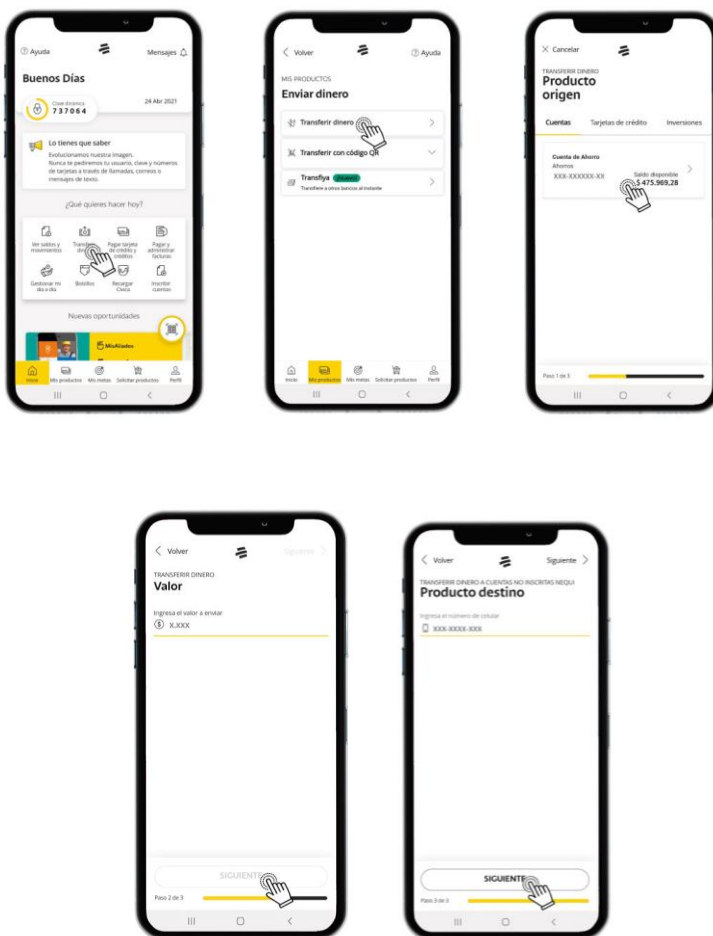 Ayuda
Mensajes
Buenos Días
Clave dinámica
737064
24 Abr 2021
Lo tienes que saber
Evolucionamos nuestra imagen.
Nunca te pediremos tu usuario, clave y números
de tarjetas a través de llamadas, correos o
mensajes de texto.
¿Qué quieres hacer hoy?
Ver saldos y
movimientos
Pagar tarjeta
de crédito y
créditos
Pagar y
administrar
facturas
Gestionar mi
día a día
Bolsillos
Recargar
Cívica
Inscribir
cuentas
Nuevas oportunidades
MisAliados
Inicio
Mis productos
Mis metas
Solicitar productos
Perfil
Volver
Ayuda
MIS PRODUCTOS
Enviar dinero
Transferir dinero
Transferir con código QR
Transfiya ¡Nuevo!
Transfiere a otros bancos al instante
Inicio
Mis productos
Mis metas
Solicitar productos
Perfil
Cancelar
TRANSFERIR DINERO
Producto
origen
Cuentas
Tarjetas de crédito
Inversiones
Cuenta de Ahorro
Ahorros
XXX-XXXXXX-XX
Saldo disponible
$ 475.969,28
Paso 1 de 3
Volver
Siguiente
TRANSFERIR DINERO
Valor
Ingresa el valor a enviar
X.XXX
SIGUIENTE
Paso 2 de 3
Volver
Siguiente
TRANSFERIR DINERO A CUENTAS NO INSCRITAS NEQUI
Producto destino
Ingresa el número de celular
XXX-XXXX-XXX
SIGUIENTE
Paso 3 de 3